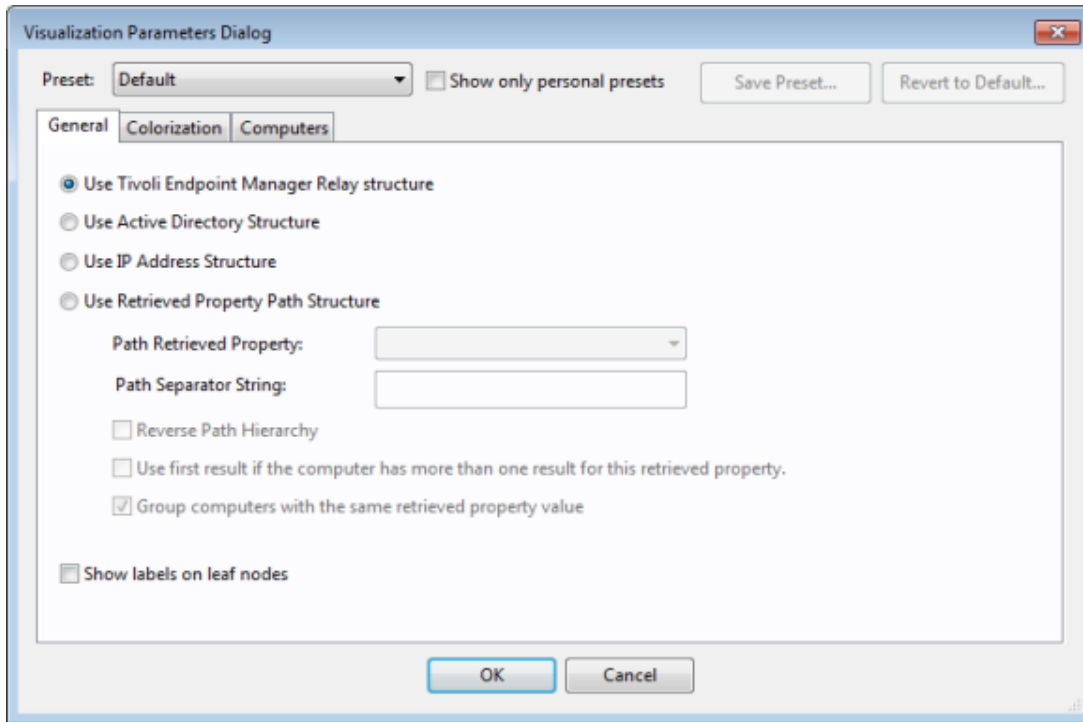 Visualization Parameters Dialog
Preset: Default Show only personal presets Save Preset... Revert to Default...
General Colorization Computers
Use Tivoli Endpoint Manager Relay structure
Use Active Directory Structure
Use IP Address Structure
Use Retrieved Property Path Structure
Path Retrieved Property:
Path Separator String:
Reverse Path Hierarchy
Use first result if the computer has more than one result for this retrieved property.
Group computers with the same retrieved property value
Show labels on leaf nodes
OK Cancel